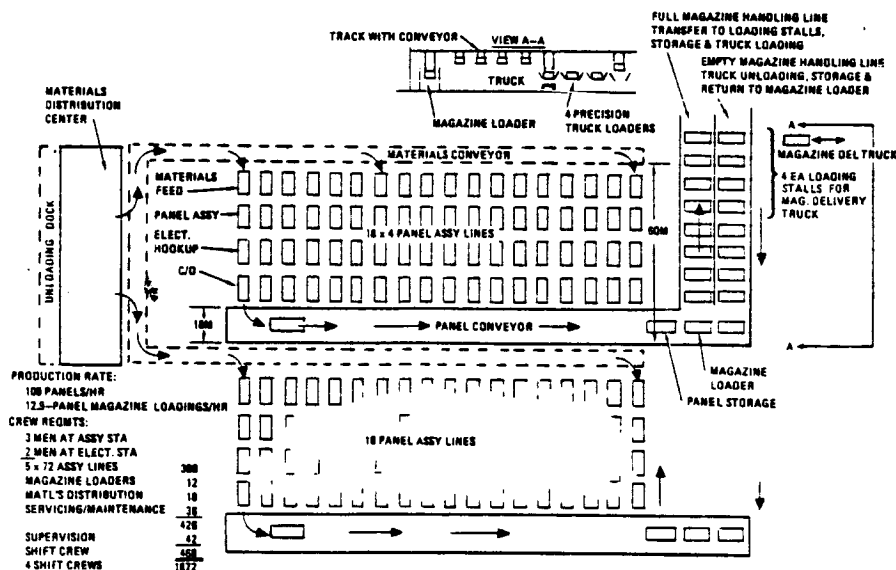 TRACK WITH CONVEYOR
VIEW A-A
TRUCK
MAGAZINE LOADER
4 PRECISION
TRUCK LOADERS
FULL MAGAZINE HANDLING LINE
TRANSFER TO LOADING STALLS,
STORAGE & TRUCK LOADING
EMPTY MAGAZINE HANDLING LINE
TRUCK UNLOADING, STORAGE &
RETURN TO MAGAZINE LOADER
A
MAGAZINE DEL TRUCK
4 EA LOADING
STALLS FOR
MAG. DELIVERY
TRUCK
A
MATERIALS
DISTRIBUTION
CENTER
UNLOADING DOCK
MATERIALS CONVEYOR
MATERIALS
FEED
PANEL ASSY
ELECT.
HOOKUP
C/O
18 x 4 PANEL ASSY LINES
60M
PANEL CONVEYOR
MAGAZINE
LOADER
PANEL STORAGE
18 PANEL ASSY LINES
PRODUCTION RATE:
PANELS/HR
PANEL MAGAZINE LOADINGS/HR
CREW REQMTS:
3 MEN AT ASSY STA
2 MEN AT ELECT. STA
5 x 72 ASSY LINES
MAGAZINE LOADERS 12
MATL'S DISTRIBUTION
SERVICING/MAINTENANCE
SUPERVISION 42
SHIFT CREW
4 SHIFT CREWS